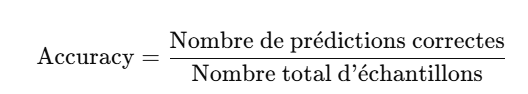 Accuracy = Nombre de prédictions correctes
Nombre total d'échantillons